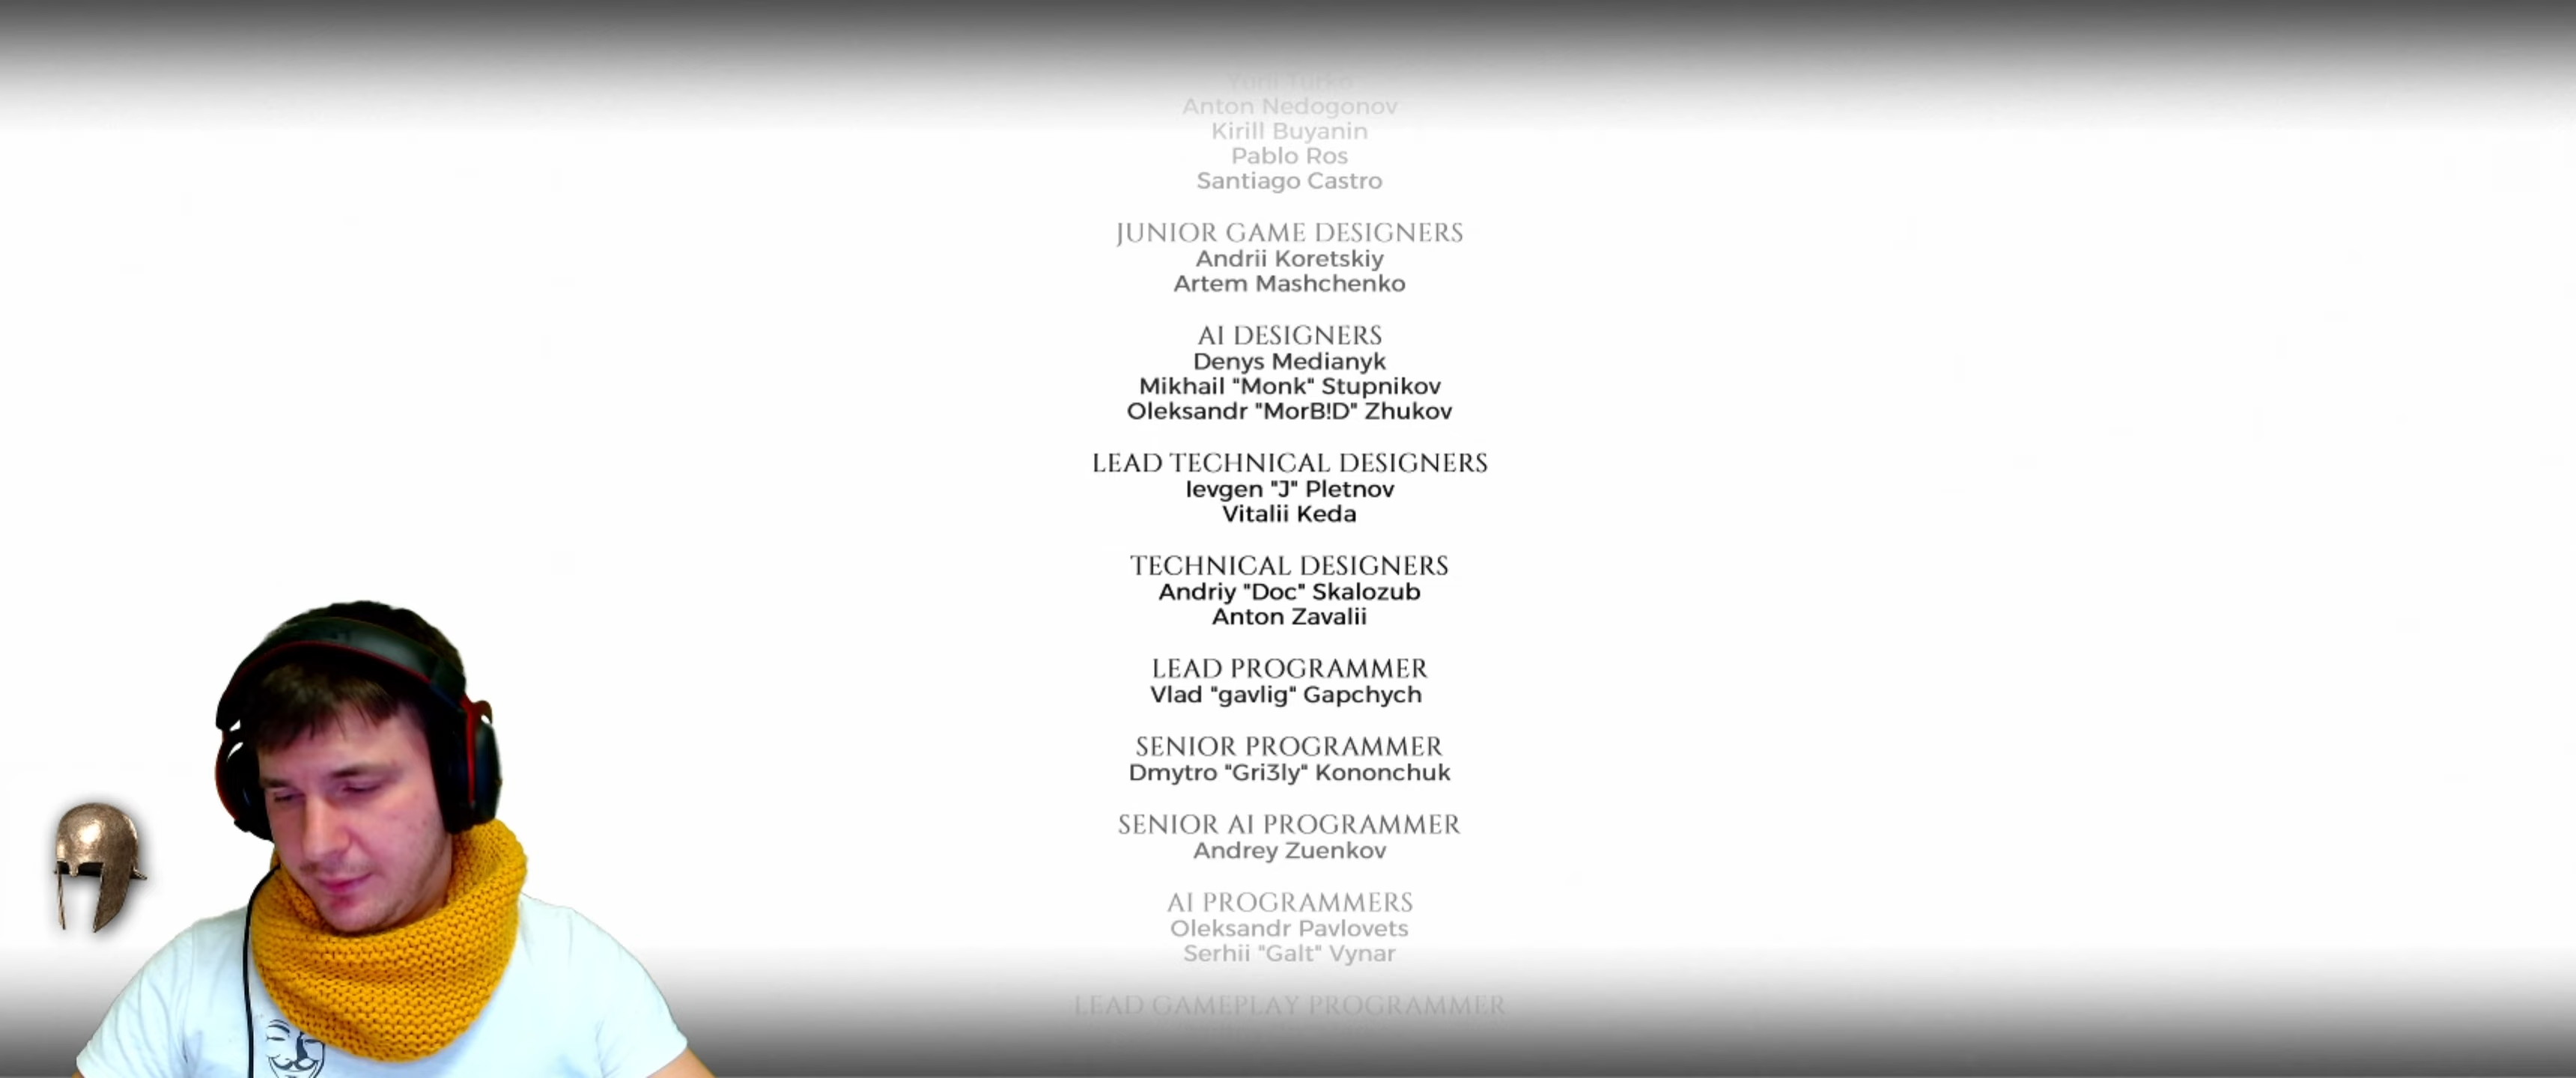 Yurii Turko
Anton Nedogonov
Kirill Buyanin
Pablo Ros
Santiago Castro
JUNIOR GAME DESIGNERS
Andrii Koretskiy
Artem Mashchenko
AI DESIGNERS
Denys Medianyk
Mikhail "Monk" Stupnikov
Oleksandr "MorB!D" Zhukov
LEAD TECHNICAL DESIGNERS
Ievgen "J" Pletnov
Vitalii Keda
TECHNICAL DESIGNERS
Andriy "Doc" Skalozub
Anton Zavalii
LEAD PROGRAMMER
Vlad "gavlig" Gapchych
SENIOR PROGRAMMER
Dmytro "Gri3ly" Kononchuk
SENIOR AI PROGRAMMER
Andrey Zuenkov
AI PROGRAMMERS
Oleksandr Pavlovets
Serhii "Galt" Vynar
LEAD GAMEPLAY PROGRAMMER